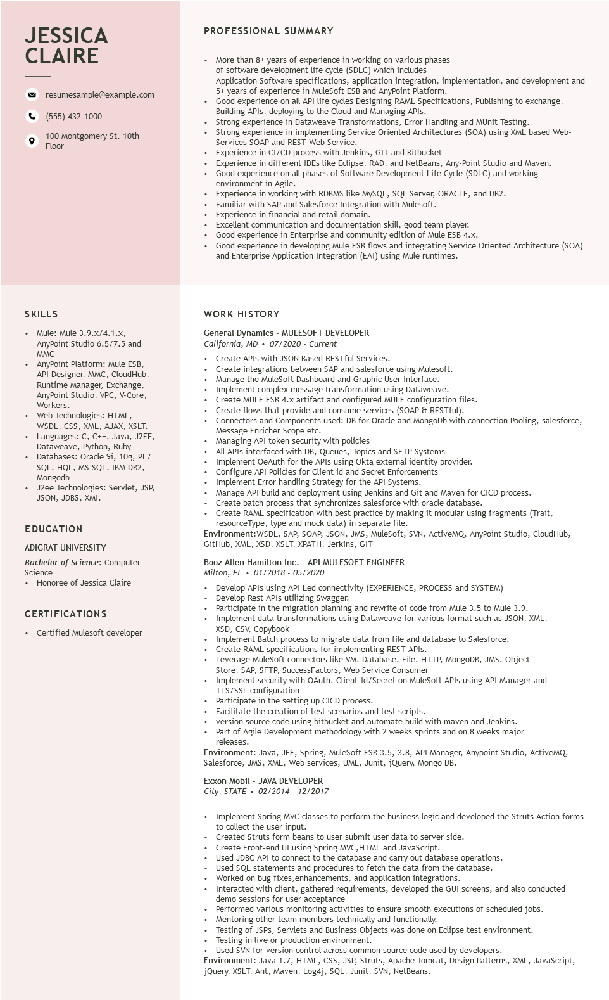 JESSICA
CLAIRE
resumesample@example.com
(555) 432-1000
100 Montgomery St. 10th
Floor
PROFESSIONAL SUMMARY
• More than 8+ years of experience in working on various phases
of software development life cycle (SDLC) which includes
Application Software specifications, application integration, implementation, and development and
5+ years of experience in MuleSoft ESB and AnyPoint Platform.
• Good experience on all API life cycles Designing RAML Specifications, Publishing to exchange,
Building APIs, deploying to the Cloud and Managing APIs.
• Strong experience in Dataweave Transformations, Error Handling and MUnit Testing.
• Strong experience in implementing Service Oriented Architectures (SOA) using XML based Web-
Services SOAP and REST Web Service.
• Experience in CI/CD process with Jenkins, GIT and Bitbucket
• Experience in different IDEs like Eclipse, RAD, and NetBeans, Any-Point Studio and Maven.
• Good experience on all phases of Software Development Life Cycle (SDLC) and working
environment in Agile.
• Experience in working with RDBMS like MySQL, SQL Server, ORACLE, and DB2.
• Familiar with SAP and Salesforce Integration with Mulesoft.
• Experience in financial and retail domain.
• Excellent communication and documentation skill, good team player.
• Good experience in Enterprise and community edition of Mule ESB 4.x.
• Good experience in developing Mule ESB flows and integrating Service Oriented Architecture (SOA)
and Enterprise Application Integration (EAI) using Mule runtimes.
SKILLS
• Mule: Mule 3.9.x/4.1.x,
AnyPoint Studio 6.5/7.5 and
MMC
• AnyPoint Platform: Mule ESB,
API Designer, MMC, CloudHub,
Runtime Manager, Exchange,
AnyPoint Studio, VPC, V-Core,
Workers.
• Web Technologies: HTML,
WSDL, CSS, XML, AJAX, XSLT.
• Languages: C, C++, Java, J2EE,
Dataweave, Python, Ruby
• Databases: Oracle 9i, 10g, PL/
SQL, HQL, MS SQL, IBM DB2,
Mongodb
• J2ee Technologies: Servlet, JSP,
JSON, JDBS, XMI.
EDUCATION
ADIGRAT UNIVERSITY
Bachelor of Science: Computer
Science
• Honoree of Jessica Claire
CERTIFICATIONS
• Certified Mulesoft developer
WORK HISTORY
General Dynamics - MULESOFT DEVELOPER
California, MD • 07/2020 - Current
• Create APIs with JSON Based RESTful Services.
• Create integrations between SAP and salesforce using Mulesoft.
• Manage the MuleSoft Dashboard and Graphic User Interface.
• Implement complex message transformation using Dataweave.
• Create MULE ESB 4.x artifact and configured MULE configuration files.
• Create flows that provide and consume services (SOAP & RESTful).
• Connectors and Components used: DB for Oracle and MongoDb with connection Pooling, salesforce,
Message Enricher Scope etc.
• Managing API token security with policies
• All APIs interfaced with DB, Queues, Topics and SFTP Systems
• Implement OeAuth for the APIs using Okta external identity provider.
• Configure API Policies for Client id and Secret Enforcements
• Implement Error handling Strategy for the API Systems.
• Manage API build and deployment using Jenkins and Git and Maven for CICD process.
• Create batch process that synchronizes salesforce with oracle database.
• Create RAML specification with best practice by making it modular using fragments (Trait,
resourceType, type and mock data) in separate file.
Environment:WSDL, SAP, SOAP, JSON, JMS, MuleSoft, SVN, ActiveMQ, AnyPoint Studio, CloudHub,
GitHub, XML, XSD, XSLT, XPATH, Jerkins, GIT
Booz Allen Hamilton Inc. - API MULESOFT ENGINEER
Milton, FL • 01/2018 - 05/2020
• Develop APIs using API Led connectivity (EXPERIENCE, PROCESS and SYSTEM)
• Develop Rest APIs utilizing Swagger.
• Participate in the migration planning and rewrite of code from Mule 3.5 to Mule 3.9.
• Implement data transformations using Dataweave for various format such as JSON, XML,
XSD, CSV, Copybook
• Implement Batch process to migrate data from file and database to Salesforce.
• Create RAML specifications for implementing REST APIs.
• Leverage MuleSoft connectors like VM, Database, File, HTTP, MongoDB, JMS, Object
Store, SAP, SFTP, SuccessFactors, Web Service Consumer
• Implement security with OAuth, Client-Id/Secret on MuleSoft APIs using API Manager and
TLS/SSL configuration
• Participate in the setting up CICD process.
• Facilitate the creation of test scenarios and test scripts.
• version source code using bitbucket and automate build with maven and Jenkins.
• Part of Agile Development methodology with 2 weeks sprints and on 8 weeks major
releases.
Environment: Java, JEE, Spring, MuleSoft ESB 3.5, 3.8, API Manager, Anypoint Studio, ActiveMQ,
Salesforce, JMS, XML, Web services, UML, Junit, jQuery, Mongo DB.
Exxon Mobil - JAVA DEVELOPER
City, STATE • 02/2014 - 12/2017
• Implement Spring MVC classes to perform the business logic and developed the Struts Action forms
to collect the user input.
• Created Struts form beans to user submit user data to server side.
• Create Front-end UI using Spring MVC,HTML and JavaScript.
• Used JDBC API to connect to the database and carry out database operations.
• Used SQL statements and procedures to fetch the data from the database.
• Worked on bug fixes,enhancements, and application integrations.
• Interacted with client, gathered requirements, developed the GUI screens, and also conducted
demo sessions for user acceptance
• Performed various monitoring activities to ensure smooth executions of scheduled jobs.
• Mentoring other team members technically and functionally.
• Testing of JSPs, Servlets and Business Objects was done on Eclipse test environment.
• Testing in live or production environment.
• Used SVN for version control across common source code used by developers.
Environment: Java 1.7, HTML, CSS, JSP, Struts, Apache Tomcat, Design Patterns, XML, JavaScript,
jQuery, XSLT, Ant, Maven, Log4j, SQL, Junit, SVN, NetBeans.